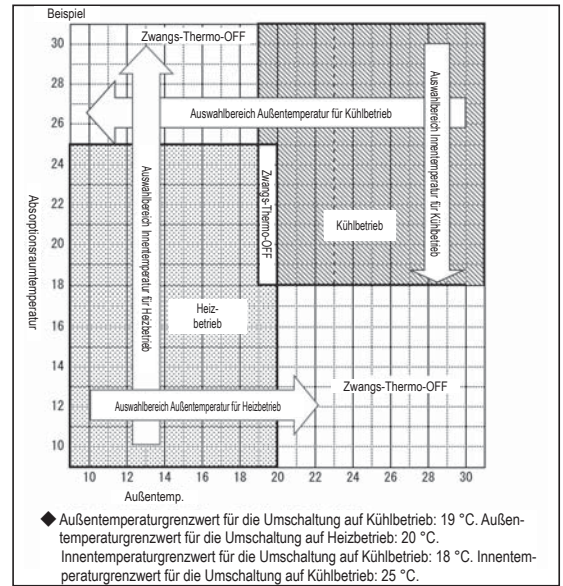 Beispiel
Zwangs-Thermo-OFF
30
28
26
24
22
20
18
16
14
12
10
Absorptionsraumtemperatur
Auswahlbereich Außentemperatur für Kühlbetrieb
Auswahlbereich Innentemperatur für Kühlbetrieb
Auswahlbereich Innentemperatur für Heizbetrieb
Zwangs-Thermo-OFF
Kühlbetrieb
Heiz-
betrieb
Zwangs-Thermo-OFF
Auswahlbereich Außentemperatur für Heizbetrieb
10 12 14 16 18 20 22 24 26 28 30
Außentemp.
◆ Außentemperaturgrenzwert für die Umschaltung auf Kühlbetrieb: 19 °C. Außen-
temperaturgrenzwert für die Umschaltung auf Heizbetrieb: 20 °C.
Innentemperaturgrenzwert für die Umschaltung auf Kühlbetrieb: 18 °C. Innentem-
peraturgrenzwert für die Umschaltung auf Kühlbetrieb: 25 °C.